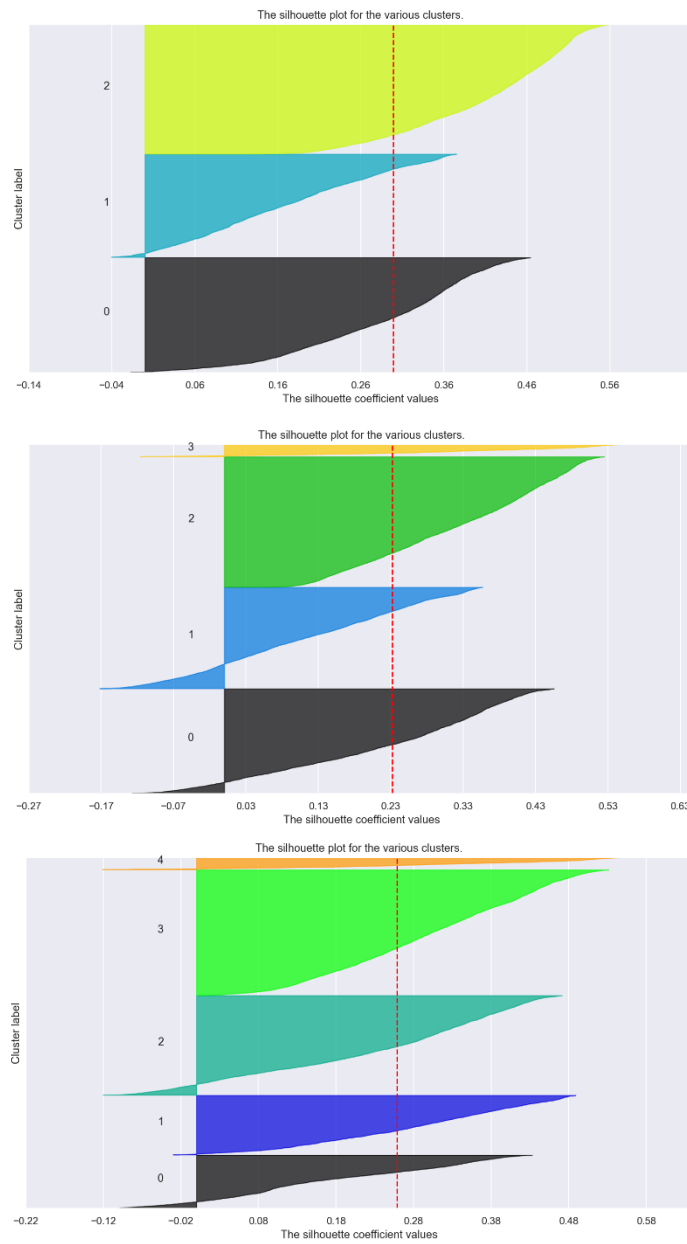 The silhouette plot for the various clusters.
2
1
0
Cluster label
−0.14 −0.04 0.06 0.16 0.26 0.36 0.46 0.56
The silhouette coefficient values
The silhouette plot for the various clusters.
3
2
1
0
Cluster label
−0.27 −0.17 −0.07 0.03 0.13 0.23 0.33 0.43 0.53 0.63
The silhouette coefficient values
The silhouette plot for the various clusters.
4
3
2
1
0
Cluster label
−0.22 −0.12 −0.02 0.08 0.18 0.28 0.38 0.48 0.58
The silhouette coefficient values